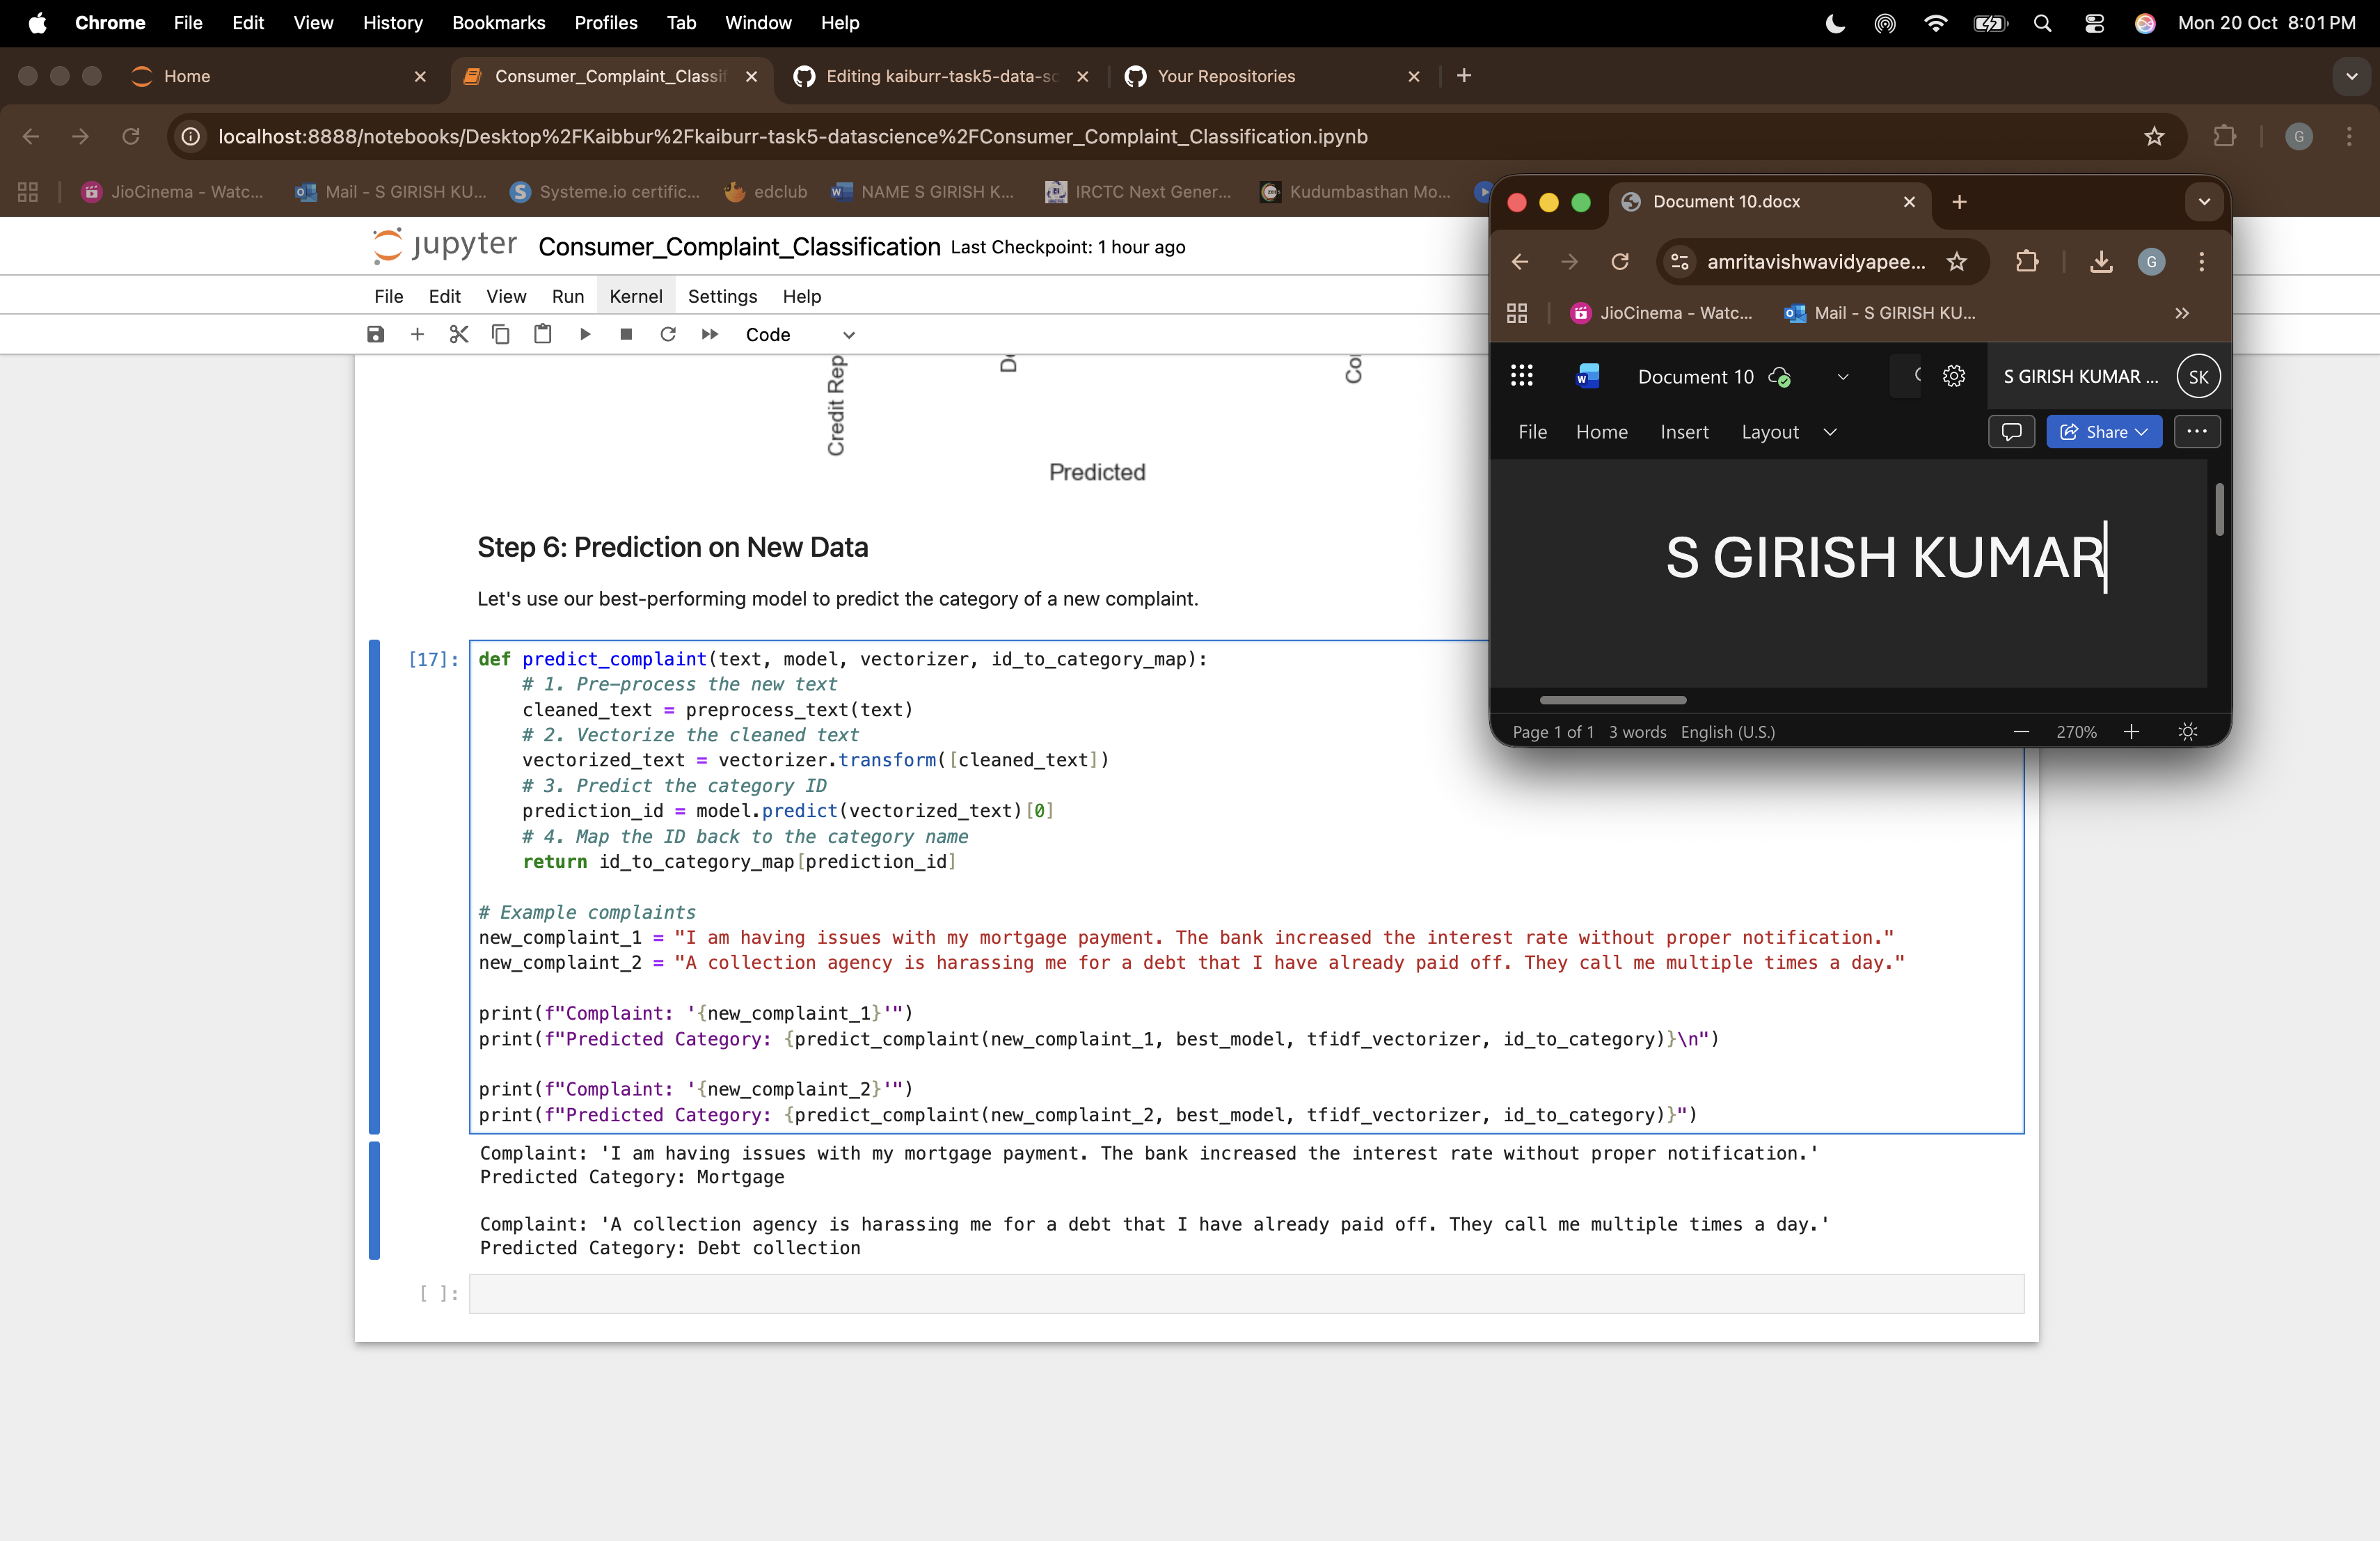 Chrome File Edit View History Bookmarks Profiles Tab Window Help Mon 20 Oct 8:01 PM
Home Consumer_Complaint_Classif Editing kaiburr-task5-data-sc Your Repositories
localhost:8888/notebooks/Desktop%2FKaibbur%2Fkaiburr-task5-datascience%2FConsumer_Complaint_Classification.ipynb G
JioCinema - Watc... Mail - S GIRISH KU... Systeme.io certific... edclub NAME S GIRISH K... IRCTC Next Gener... Kudumbasthan Mo...
jupyter Consumer_Complaint_Classification Last Checkpoint: 1 hour ago
File Edit View Run Kernel Settings Help
Code
Credit Rep
Predicted
Step 6: Prediction on New Data
Let's use our best-performing model to predict the category of a new complaint.
[17]: def predict_complaint(text, model, vectorizer, id_to_category_map):
# 1. Pre-process the new text
cleaned_text = preprocess_text(text)
# 2. Vectorize the cleaned text
vectorized_text = vectorizer.transform([cleaned_text])
# 3. Predict the category ID
prediction_id = model.predict(vectorized_text)[0]
# 4. Map the ID back to the category name
return id_to_category_map[prediction_id]
# Example complaints
new_complaint_1 = "I am having issues with my mortgage payment. The bank increased the interest rate without proper notification."
new_complaint_2 = "A collection agency is harassing me for a debt that I have already paid off. They call me multiple times a day."
print(f"Complaint: '{new_complaint_1}'")
print(f"Predicted Category: {predict_complaint(new_complaint_1, best_model, tfidf_vectorizer, id_to_category)}\n")
print(f"Complaint: '{new_complaint_2}'")
print(f"Predicted Category: {predict_complaint(new_complaint_2, best_model, tfidf_vectorizer, id_to_category)}")
Complaint: 'I am having issues with my mortgage payment. The bank increased the interest rate without proper notification.'
Predicted Category: Mortgage
Complaint: 'A collection agency is harassing me for a debt that I have already paid off. They call me multiple times a day.'
Predicted Category: Debt collection
[ ]:
Document 10.docx
amritavishwavidyapee... G
JioCinema - Watc... Mail - S GIRISH KU...
Document 10 S GIRISH KUMAR ... SK
File Home Insert Layout Share
S GIRISH KUMAR
Page 1 of 1 3 words English (U.S.) 270%